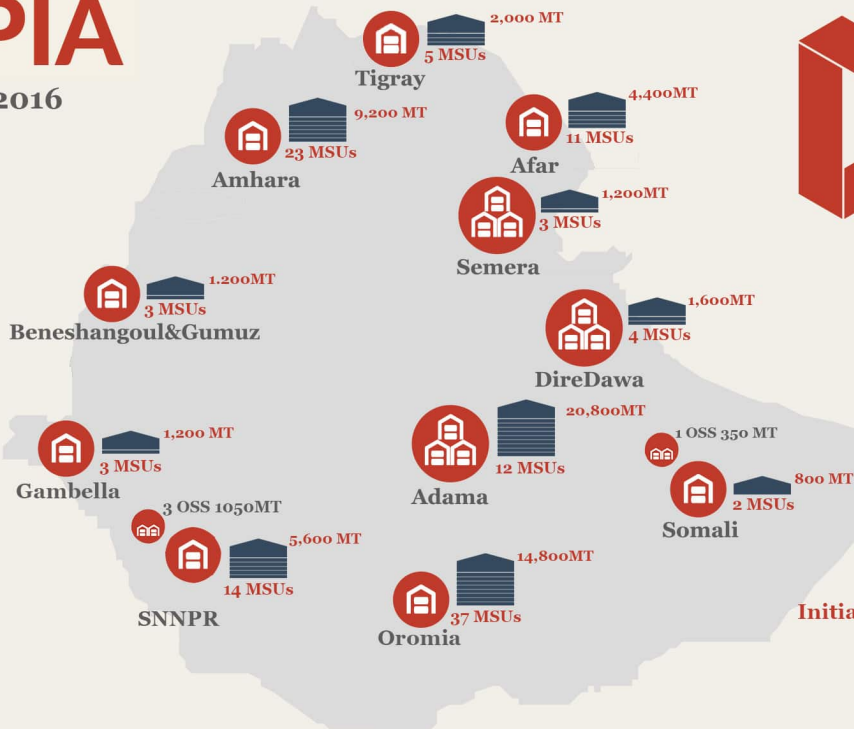 PIA
2016
2,000 MT
5 MSUs
Tigray
9,200 MT
23 MSUs
Amhara
4,400MT
11 MSUs
Afar
1,200MT
3 MSUs
Semera
1.200MT
3 MSUs
Beneshangoul&Gumuz
1,600MT
4 MSUs
DireDawa
20,800MT
12 MSUs
Adama
1 OSS 350 MT
800 MT
2 MSUs
Somali
1,200 MT
3 MSUs
Gambella
3 OSS 1050MT
5,600 MT
14 MSUs
SNNPR
14,800MT
37 MSUs
Oromia
Initia